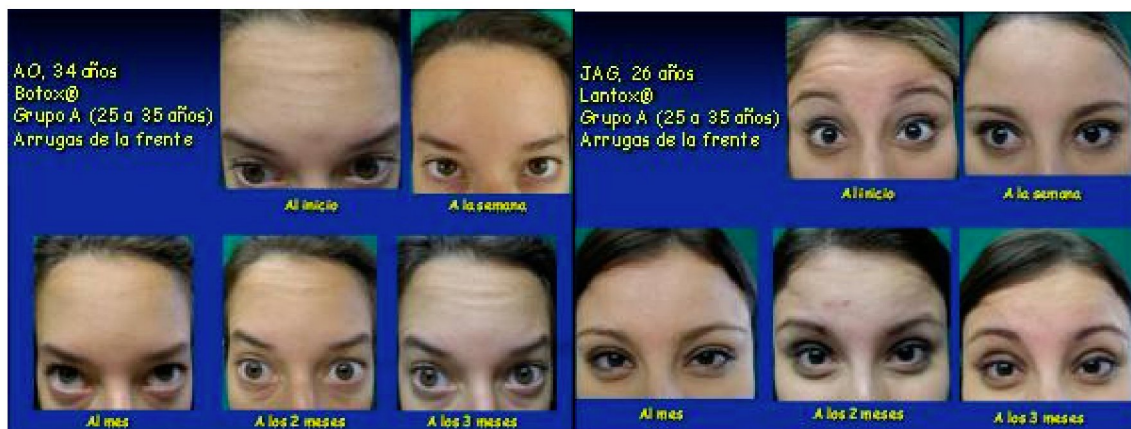 AO, 34 años
Botox®
Grupo A (25 a 35 años)
Arrugas de la frente
Al inicio
A la semana
Al mes
A los 2 meses
A los 3 meses
JAG, 26 años
Lantox®
Grupo A (25 a 35 años)
Arrugas de la frente
Al inicio
A la semana
Al mes
A los 2 meses
A los 3 meses